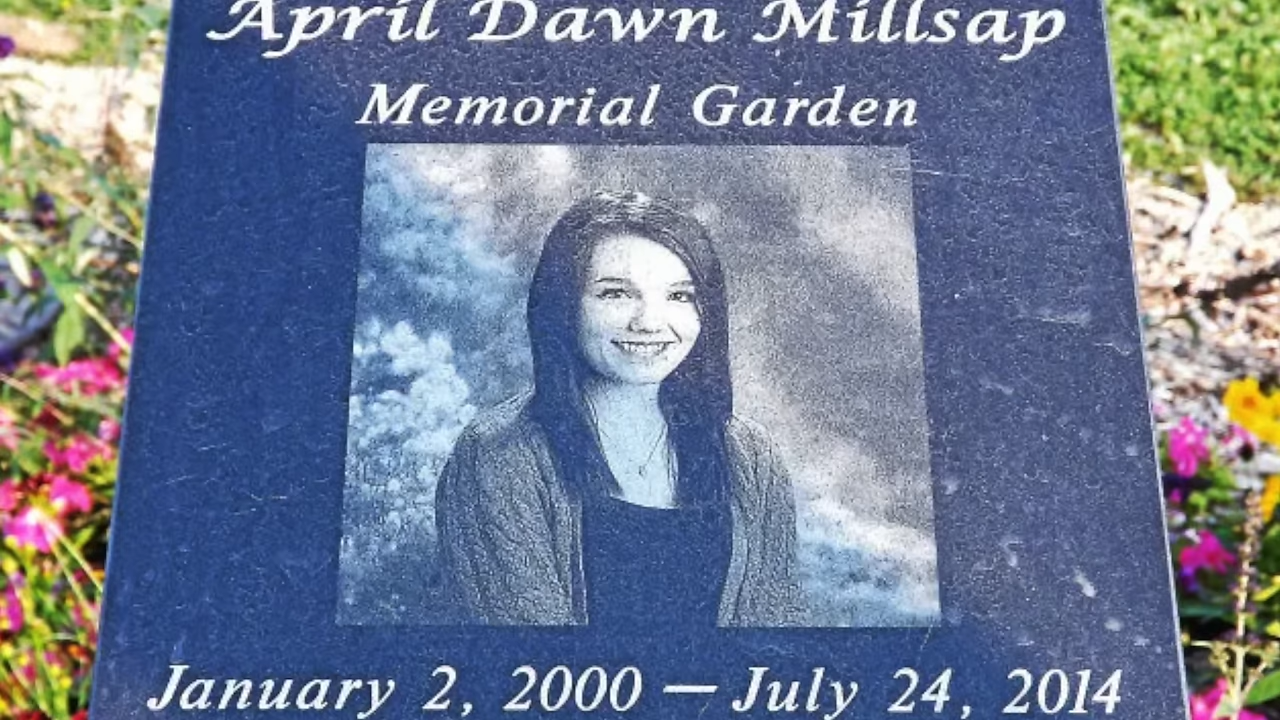 April Dawn Millsap
Memorial Garden
January 2, 2000 — July 24, 2014